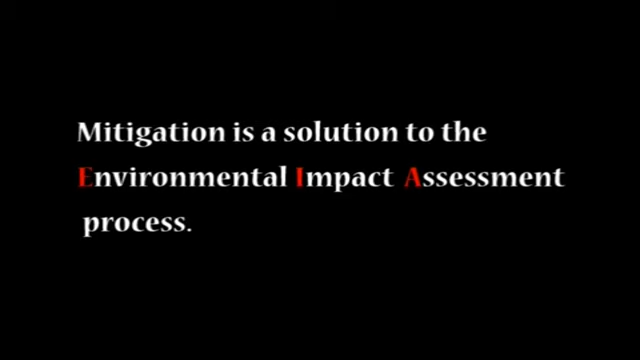 Mitigation is a solution to the
Environmental Impact Assessment
process.